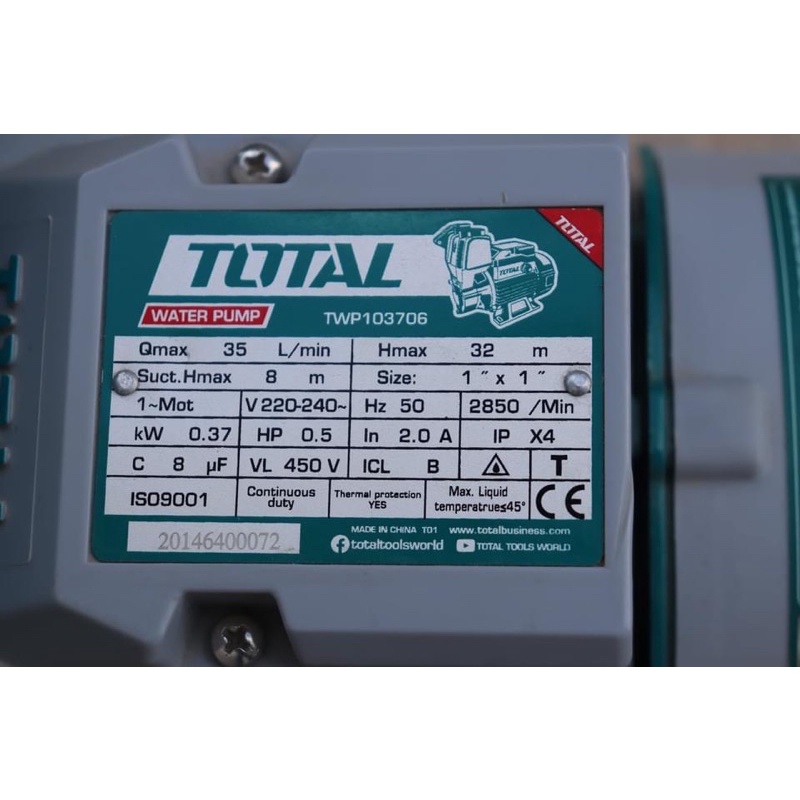 TOTAL
TOTAL
TOTAL
WATER PUMP
TWP103706
Qmax 35 L/min Hmax 32 m
Suct.Hmax 8 m Size: 1" x 1"
1~Mot V 220-240~ Hz 50 2850 /Min
kW 0.37 HP 0.5 In 2.0 A IP X4
C 8 µF VL 450 V ICL B T
ISO9001 Continuous duty Thermal protection YES Max. Liquid temperatrue≤45° CE
MADE IN CHINA T01 www.totalbusiness.com
20146400072 totaltoolsworld TOTAL TOOLS WORLD